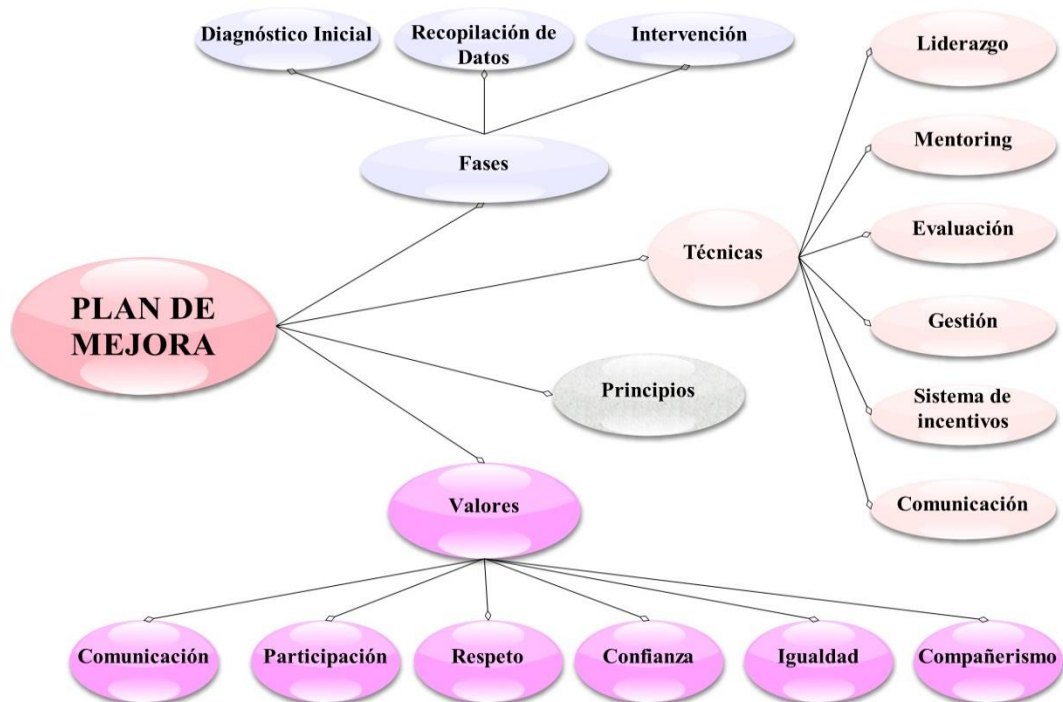 Diagnóstico Inicial
Recopilación de
Datos
Intervención
Fases
Liderazgo
Mentoring
Evaluación
Técnicas
Gestión
PLAN DE
MEJORA
Principios
Sistema de
incentivos
Comunicación
Valores
Comunicación
Participación
Respeto
Confianza
Igualdad
Compañerismo